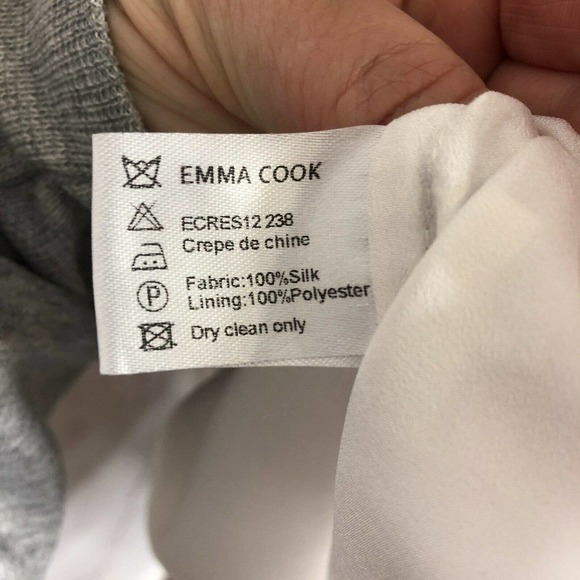 EMMA COOK
ECRES12 238
Crepe de chine
Fabric:100%Silk
Lining:100%Polyester
P
Dry clean only